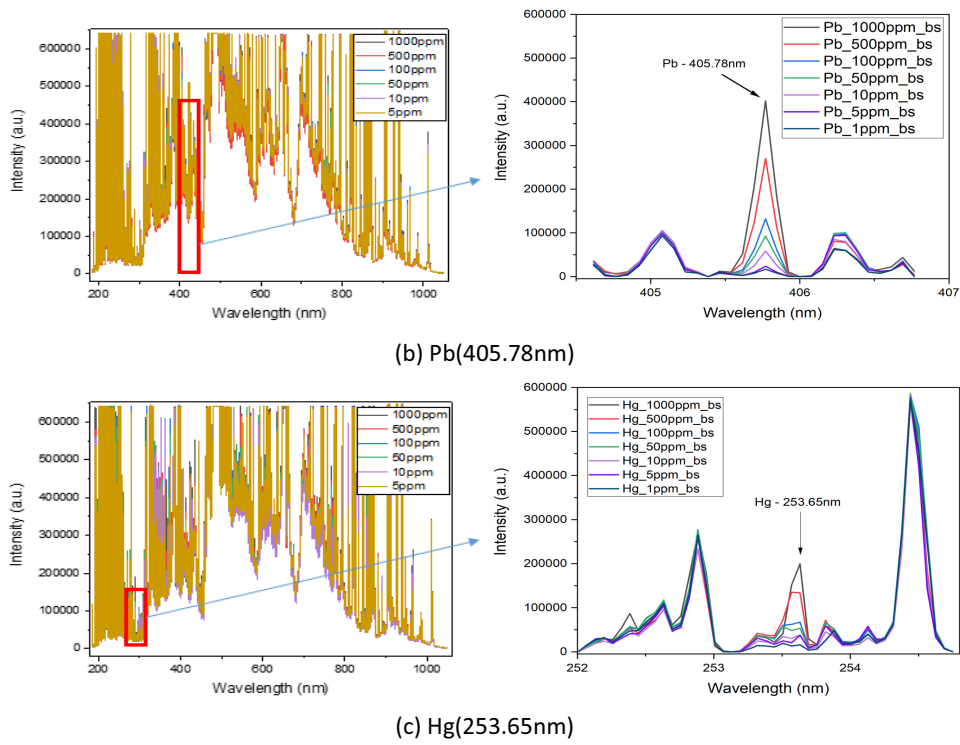 600000
500000
400000
300000
200000
100000
0
Intensity (a.u.)
200 400 600 800 1000
Wavelength (nm)
1000ppm
500ppm
100ppm
50ppm
10ppm
5ppm
600000
500000
400000
300000
200000
100000
0
Intensity (a.u.)
405 406 407
Wavelength (nm)
Pb - 405.78nm
Pb_1000ppm_bs
Pb_500ppm_bs
Pb_100ppm_bs
Pb_50ppm_bs
Pb_10ppm_bs
Pb_5ppm_bs
Pb_1ppm_bs
(b) Pb(405.78nm)
600000
500000
400000
300000
200000
100000
0
Intensity (a.u.)
200 400 600 800 1000
Wavelength (nm)
1000ppm
500ppm
100ppm
50ppm
10ppm
5ppm
600000
500000
400000
300000
200000
100000
0
Intensity (a.u.)
252 253 254
Wavelength (nm)
Hg_1000ppm_bs
Hg_500ppm_bs
Hg_100ppm_bs
Hg_50ppm_bs
Hg_10ppm_bs
Hg_5ppm_bs
Hg_1ppm_bs
Hg - 253.65nm
(c) Hg(253.65nm)